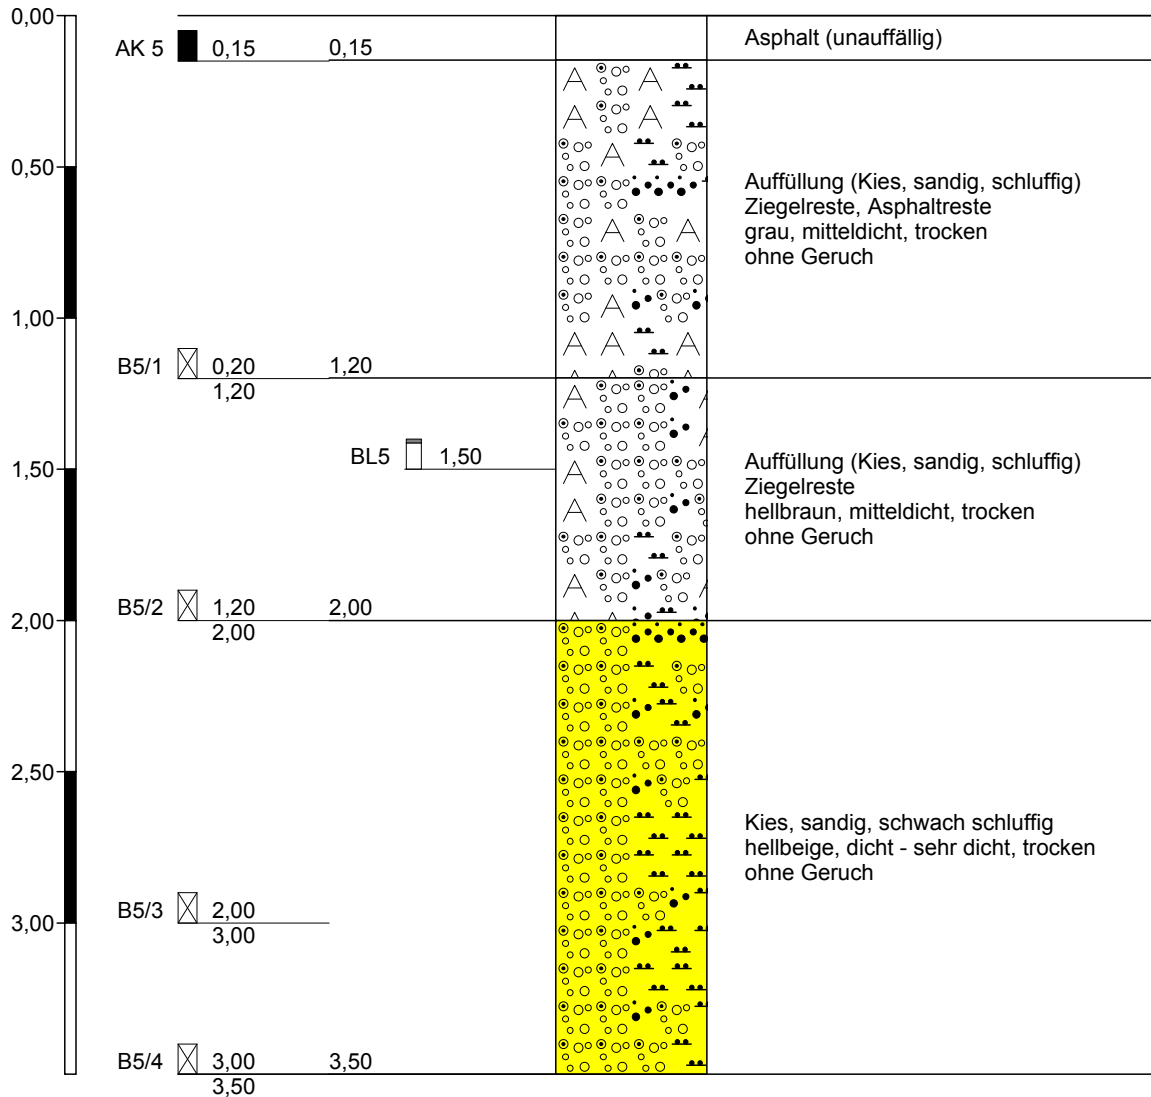 0,00
AK 5 0,15 0,15
Asphalt (unauffällig)
0,50
Auffüllung (Kies, sandig, schluffig)
Ziegelreste, Asphaltreste
grau, mitteldicht, trocken
ohne Geruch
1,00
B5/1 0,20 1,20
1,20
BL5 1,50
1,50
Auffüllung (Kies, sandig, schluffig)
Ziegelreste
hellbraun, mitteldicht, trocken
ohne Geruch
B5/2 1,20 2,00
2,00
2,00
2,50
Kies, sandig, schwach schluffig
hellbeige, dicht - sehr dicht, trocken
ohne Geruch
B5/3 2,00
3,00
3,00
B5/4 3,00 3,50
3,50